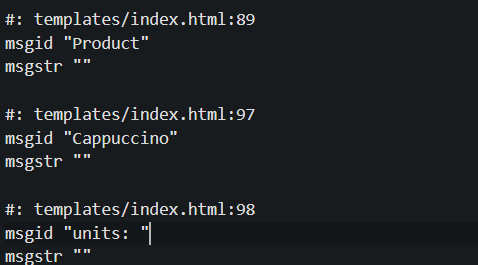 #: templates/index.html:89
msgid "Product"
msgstr ""
#: templates/index.html:97
msgid "Cappuccino"
msgstr ""
#: templates/index.html:98
msgid "units: "
msgstr ""